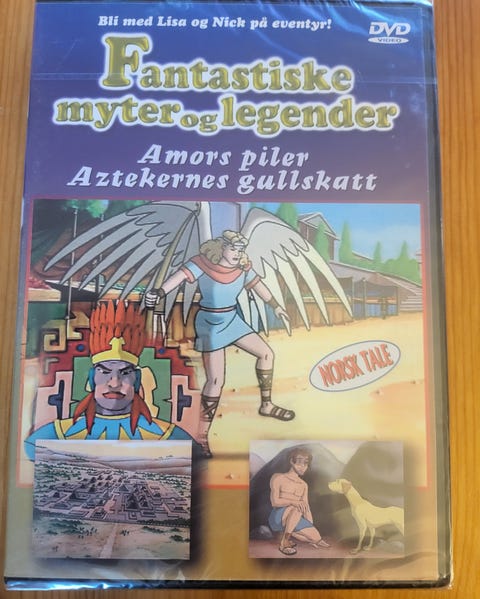 Bli med Lisa og Nick på eventyr!
DVD
VIDEO
Fantastiske
myter og legender
Amors piler
Aztekernes gullskatt
NORSK TALE